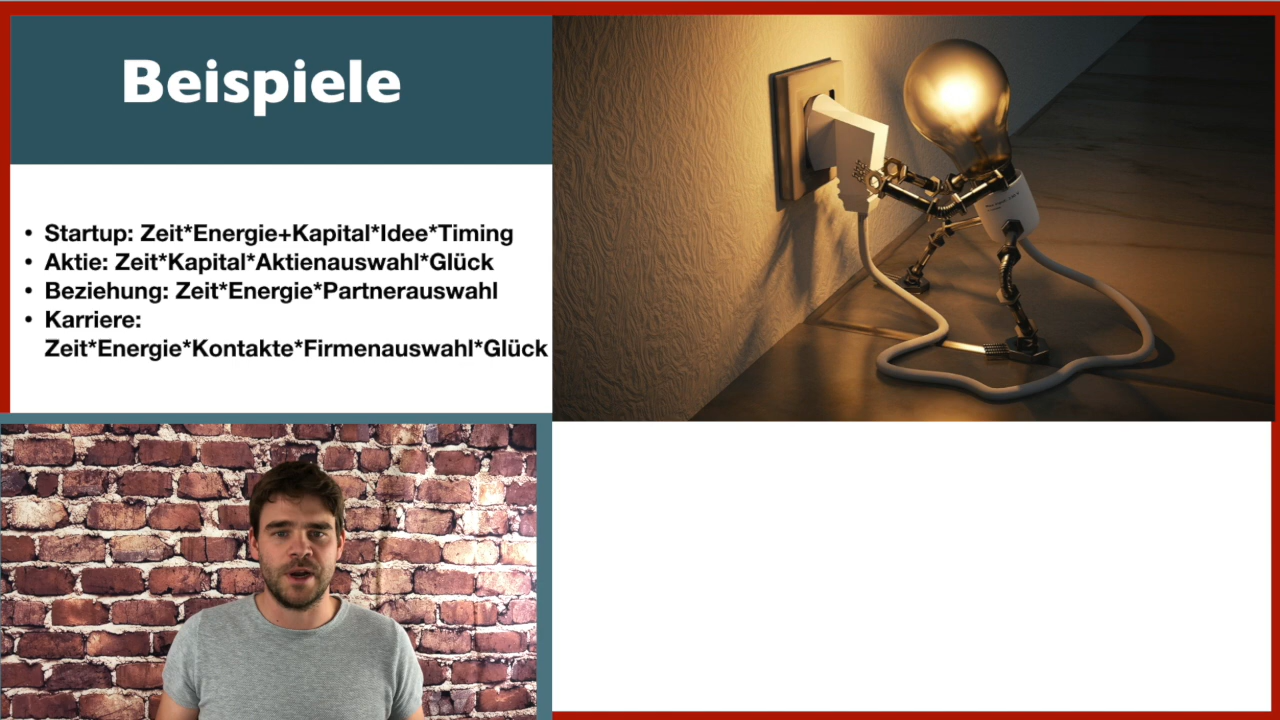 Beispiele
• Startup: Zeit*Energie+Kapital*Idee*Timing
• Aktie: Zeit*Kapital*Aktienauswahl*Glück
• Beziehung: Zeit*Energie*Partnerauswahl
• Karriere:
Zeit*Energie*Kontakte*Firmenauswahl*Glück